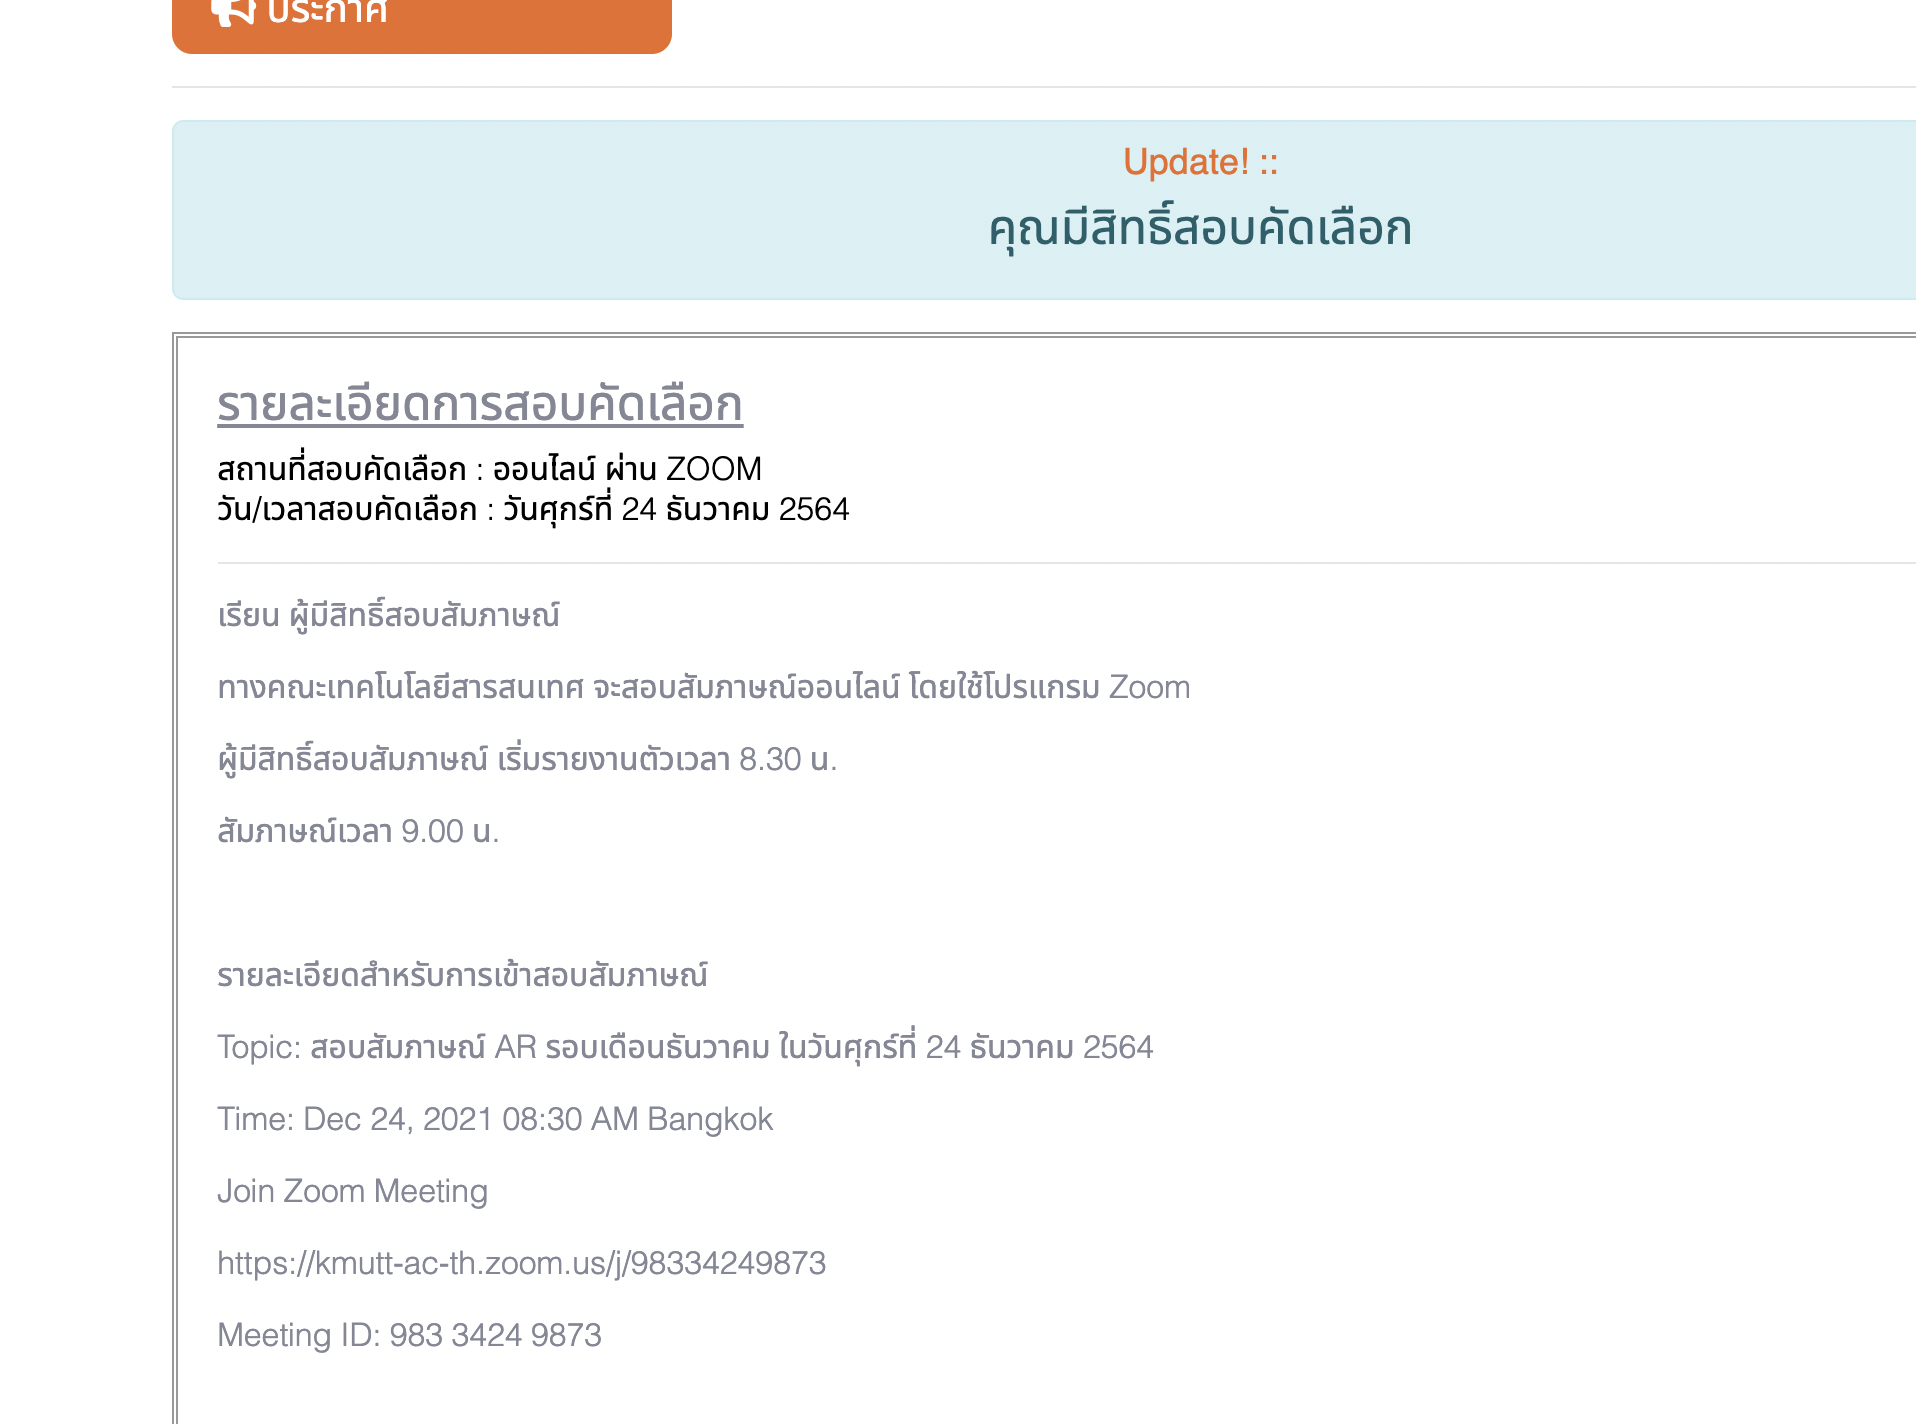 ประกาศ
Update! ::
คุณมีสิทธิ์สอบคัดเลือก
รายละเอียดการสอบคัดเลือก
สถานที่สอบคัดเลือก : ออนไลน์ ผ่าน ZOOM
วัน/เวลาสอบคัดเลือก : วันศุกร์ที่ 24 ธันวาคม 2564
เรียน ผู้มีสิทธิ์สอบสัมภาษณ์
ทางคณะเทคโนโลยีสารสนเทศ จะสอบสัมภาษณ์ออนไลน์ โดยใช้โปรแกรม Zoom
ผู้มีสิทธิ์สอบสัมภาษณ์ เริ่มรายงานตัวเวลา 8.30 น.
สัมภาษณ์เวลา 9.00 น.
รายละเอียดสำหรับการเข้าสอบสัมภาษณ์
Topic: สอบสัมภาษณ์ AR รอบเดือนธันวาคม ในวันศุกร์ที่ 24 ธันวาคม 2564
Time: Dec 24, 2021 08:30 AM Bangkok
Join Zoom Meeting
https://kmutt-ac-th.zoom.us/j/98334249873
Meeting ID: 983 3424 9873